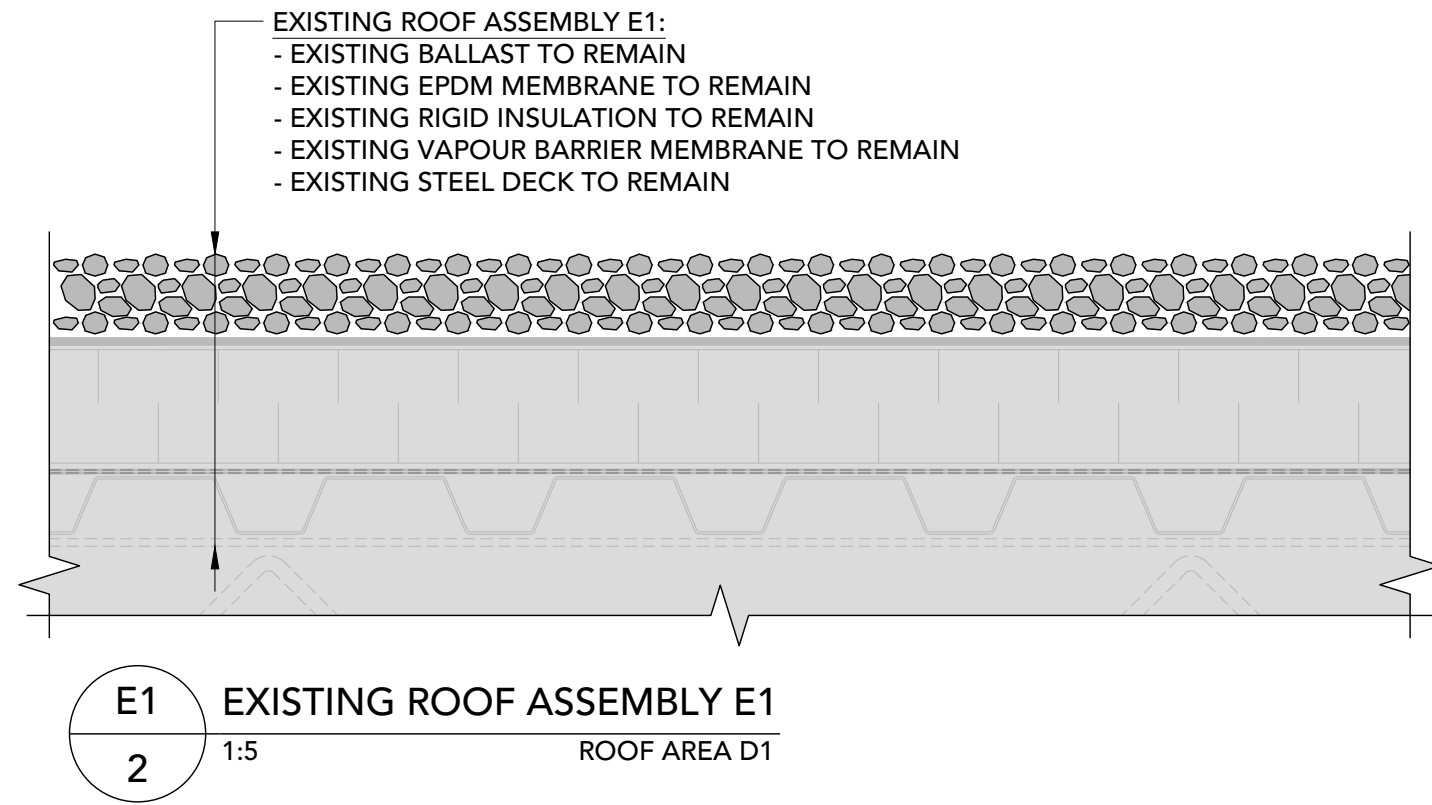 EXISTING ROOF ASSEMBLY E1:
- EXISTING BALLAST TO REMAIN
- EXISTING EPDM MEMBRANE TO REMAIN
- EXISTING RIGID INSULATION TO REMAIN
- EXISTING VAPOUR BARRIER MEMBRANE TO REMAIN
- EXISTING STEEL DECK TO REMAIN
E1
EXISTING ROOF ASSEMBLY E1
2
1:5 ROOF AREA D1